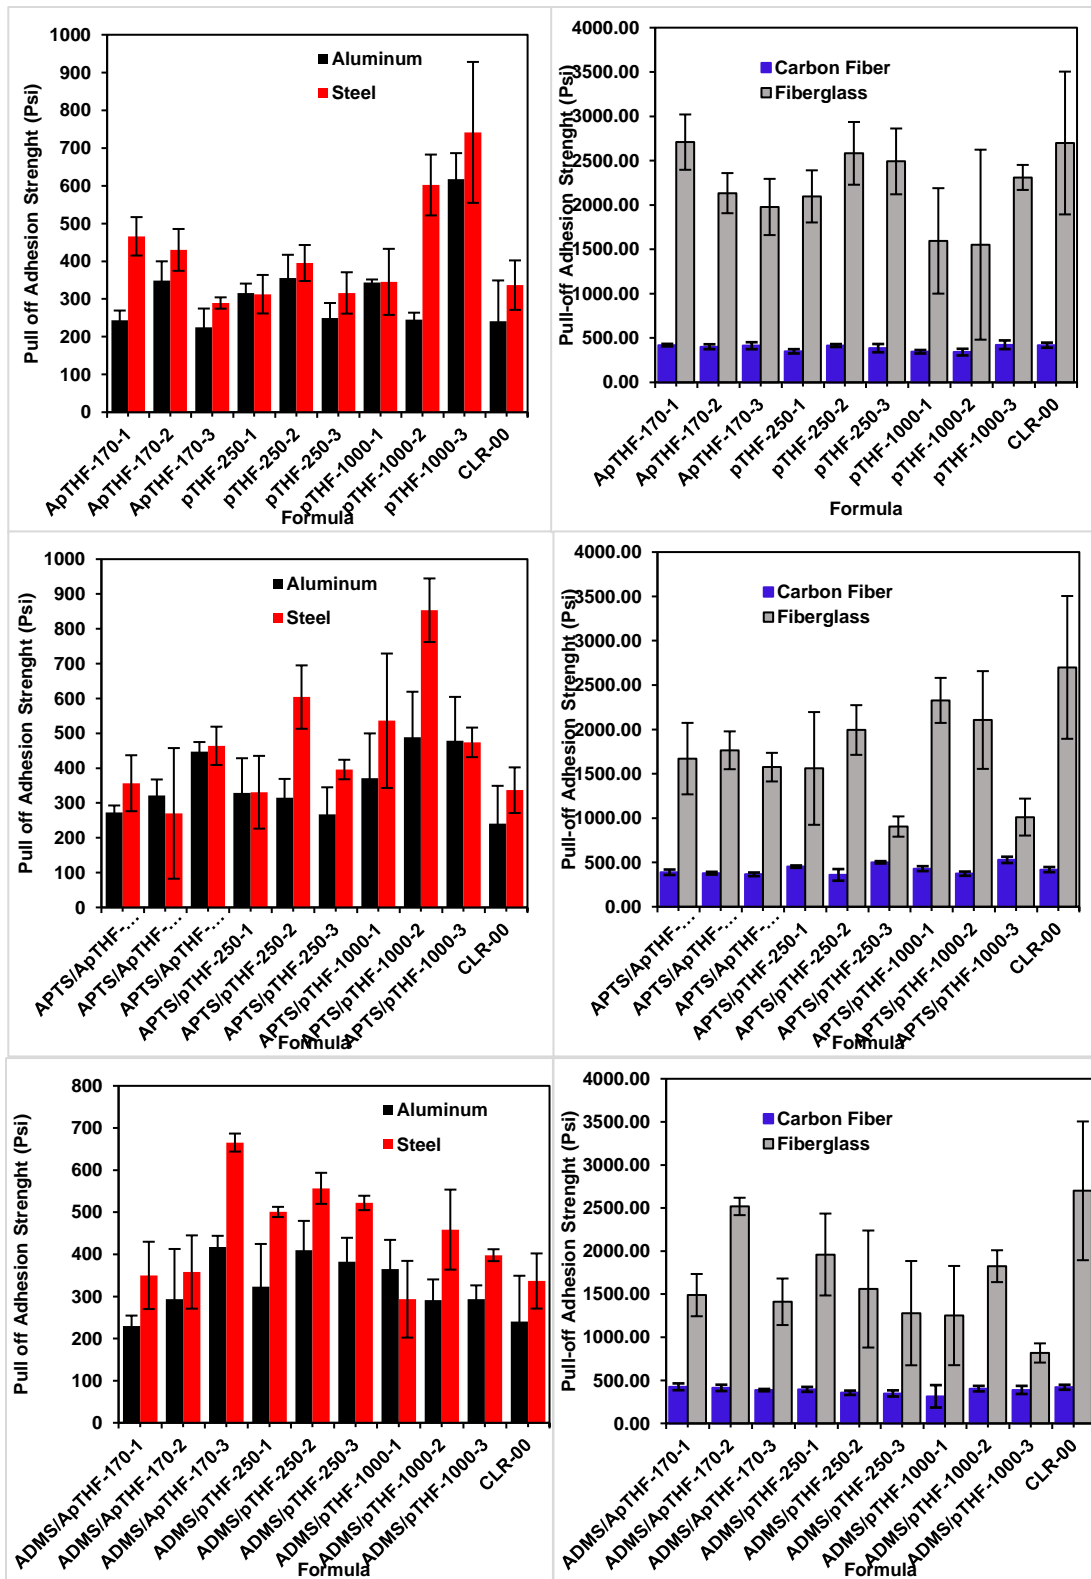 1000
900
800
700
600
500
400
300
200
100
0
Pull off Adhesion Strenght (Psi)
Aluminum
Steel
ApTHF-170-1
ApTHF-170-2
ApTHF-170-3
pTHF-250-1
pTHF-250-2
pTHF-250-3
pTHF-1000-1
pTHF-1000-2
pTHF-1000-3
CLR-00
Formula
4000.00
3500.00
3000.00
2500.00
2000.00
1500.00
1000.00
500.00
0.00
Pull-off Adhesion Strenght (Psi)
Carbon Fiber
Fiberglass
ApTHF-170-1
ApTHF-170-2
ApTHF-170-3
pTHF-250-1
pTHF-250-2
pTHF-250-3
pTHF-1000-1
pTHF-1000-2
pTHF-1000-3
CLR-00
Formula
1000
900
800
700
600
500
400
300
200
100
0
Pull off Adhesion Strenght (Psi)
Aluminum
Steel
APTS/ApTHF-…
APTS/ApTHF-…
APTS/ApTHF-…
APTS/pTHF-250-1
APTS/pTHF-250-2
APTS/pTHF-250-3
APTS/pTHF-1000-1
APTS/pTHF-1000-2
APTS/pTHF-1000-3
CLR-00
Formula
4000.00
3500.00
3000.00
2500.00
2000.00
1500.00
1000.00
500.00
0.00
Pull-off Adhesion Strenght (Psi)
Carbon Fiber
Fiberglass
APTS/ApTHF-…
APTS/ApTHF-…
APTS/ApTHF-…
APTS/pTHF-250-1
APTS/pTHF-250-2
APTS/pTHF-250-3
APTS/pTHF-1000-1
APTS/pTHF-1000-2
APTS/pTHF-1000-3
CLR-00
Formula
800
700
600
500
400
300
200
100
0
Pull off Adhesion Strenght (Psi)
Aluminum
Steel
ADMS/ApTHF-170-1
ADMS/ApTHF-170-2
ADMS/ApTHF-170-3
ADMS/pTHF-250-1
ADMS/pTHF-250-2
ADMS/pTHF-250-3
ADMS/pTHF-1000-1
ADMS/pTHF-1000-2
ADMS/pTHF-1000-3
CLR-00
Formula
4000.00
3500.00
3000.00
2500.00
2000.00
1500.00
1000.00
500.00
0.00
Pull-off Adhesion Strenght (Psi)
Carbon Fiber
Fiberglass
ADMS/ApTHF-170-1
ADMS/ApTHF-170-2
ADMS/ApTHF-170-3
ADMS/pTHF-250-1
ADMS/pTHF-250-2
ADMS/pTHF-250-3
ADMS/pTHF-1000-1
ADMS/pTHF-1000-2
ADMS/pTHF-1000-3
CLR-00
Formula